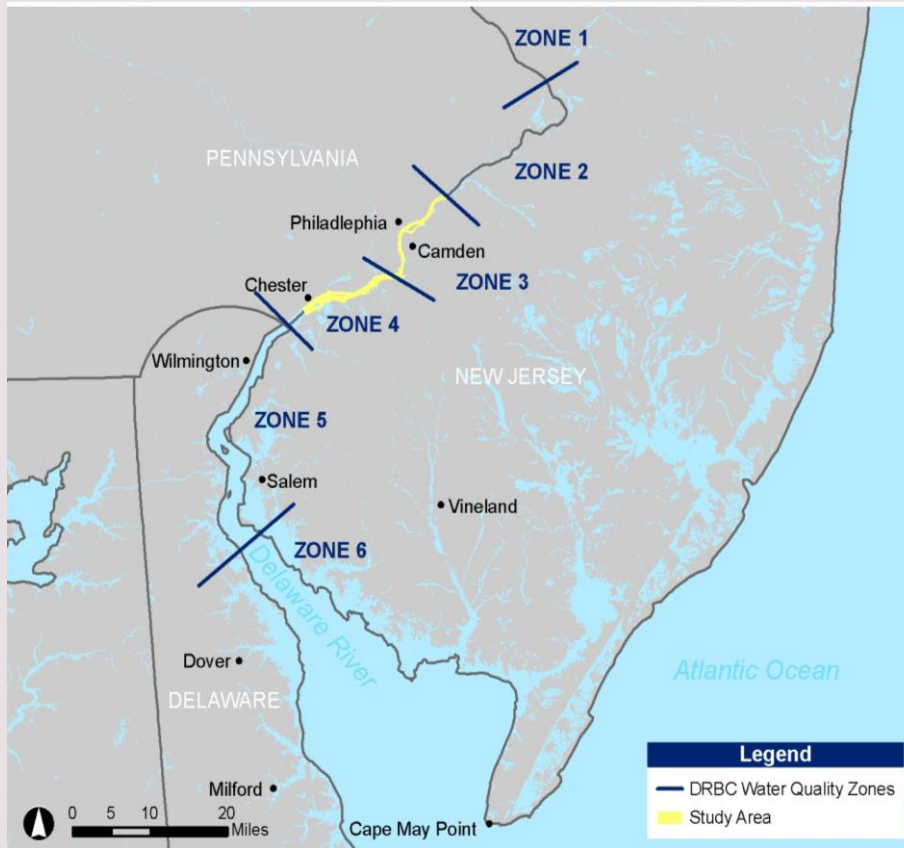 ZONE 1
PENNSYLVANIA
ZONE 2
Philadlephia
Camden
Chester
ZONE 3
ZONE 4
Wilmington
NEW JERSEY
ZONE 5
Salem
Vineland
ZONE 6
Delaware River
Dover
Atlantic Ocean
DELAWARE
Legend
DRBC Water Quality Zones
Study Area
Milford
0 5 10 20
Miles
Cape May Point